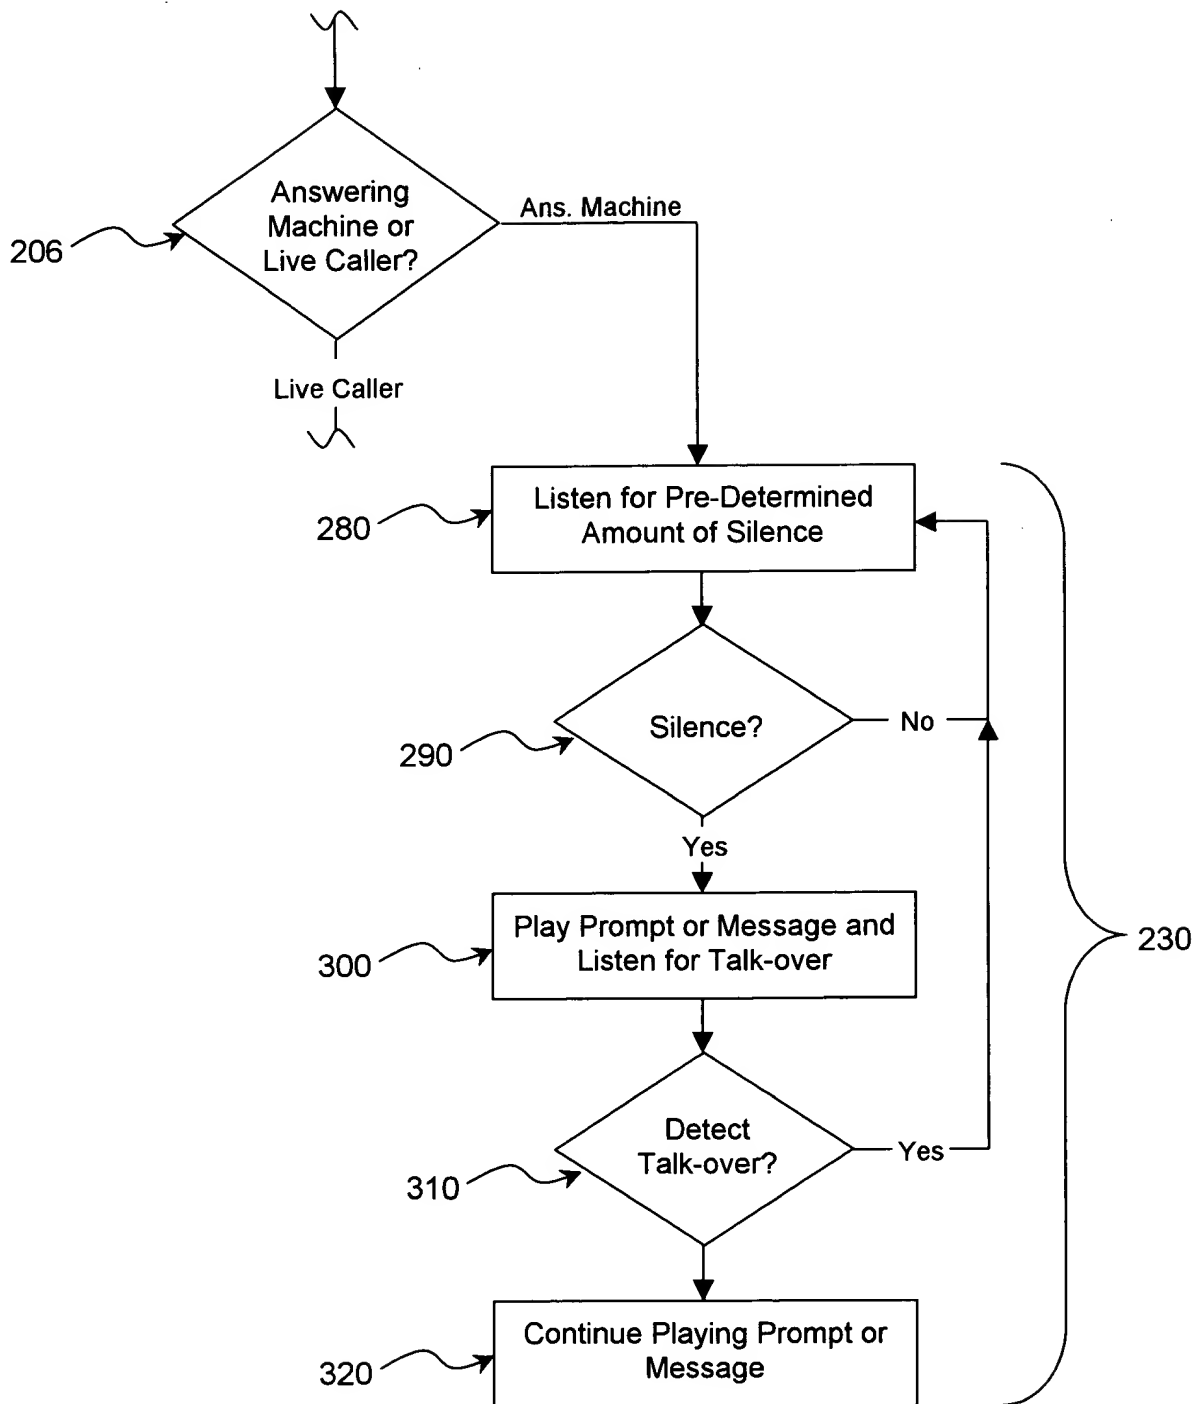 Answering
Machine or
Live Caller?
Ans. Machine
206
Live Caller
Listen for Pre-Determined
Amount of Silence
280
Silence?
No
290
Yes
Play Prompt or Message and
Listen for Talk-over
300
230
Detect
Talk-over?
Yes
310
Continue Playing Prompt or
Message
320